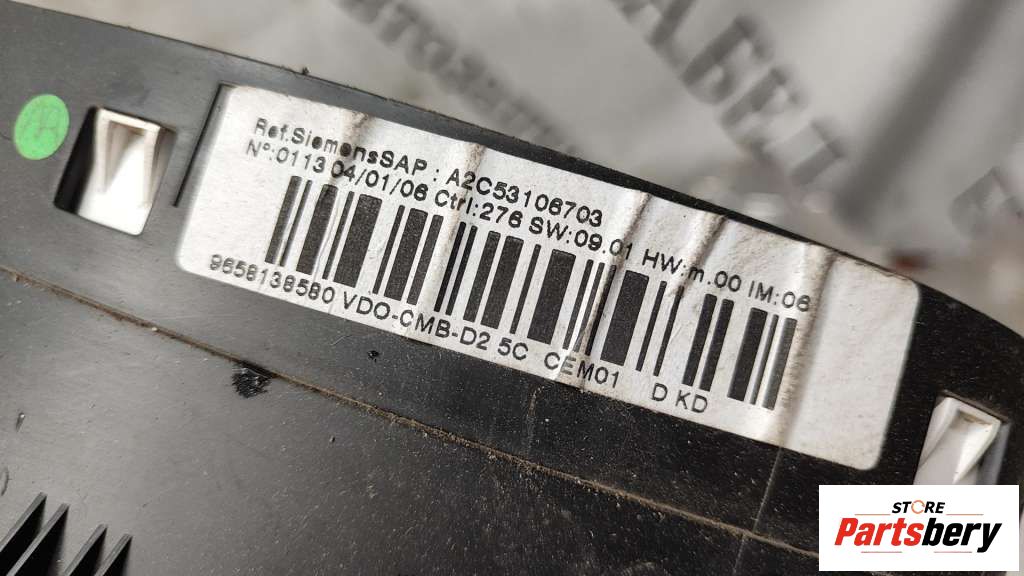 Ref.SiemensSAP : A2C53106703
N°:0113 04/01/06 Ctrl:276 SW:09.01 HW:m.00 IM:06
9658138580 VDO-CMB-D2 5C CEM01 D KD
STORE
Partsbery